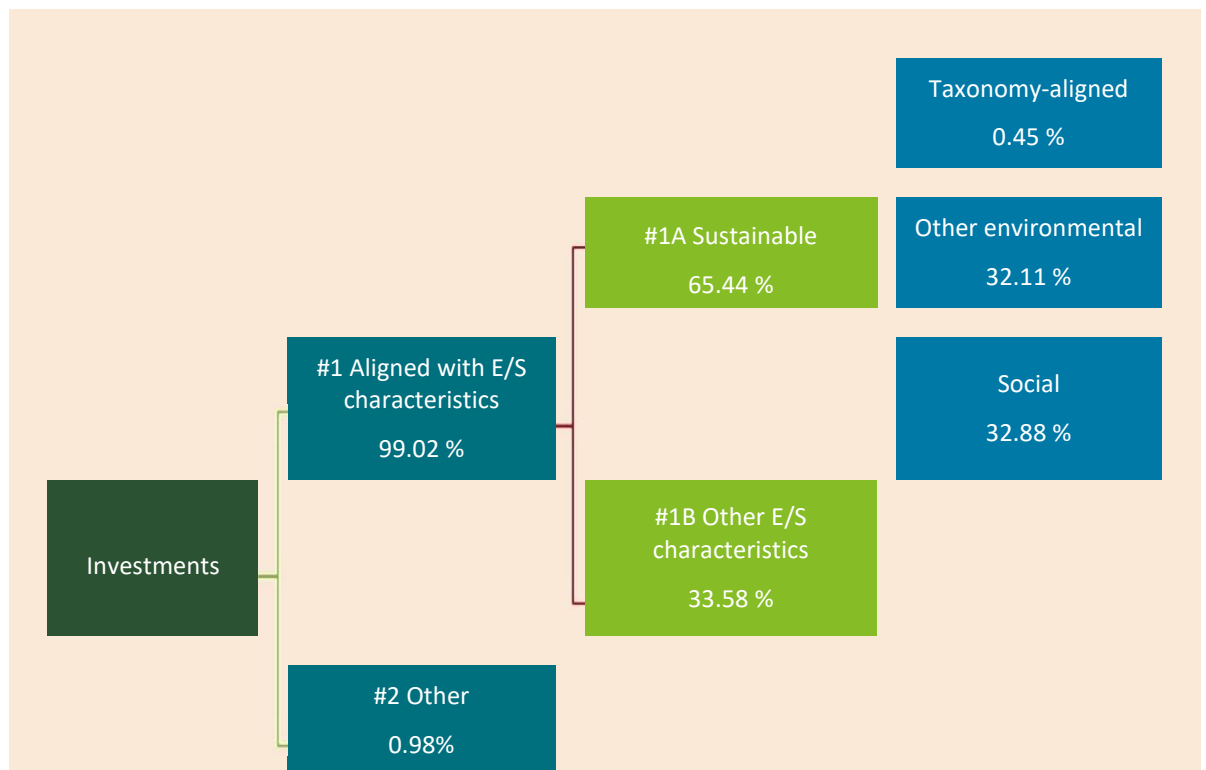 Taxonomy-aligned
0.45 %
#1A Sustainable
65.44 %
Other environmental
32.11 %
#1 Aligned with E/S
characteristics
99.02 %
Social
32.88 %
Investments
#1B Other E/S
characteristics
33.58 %
#2 Other
0.98%